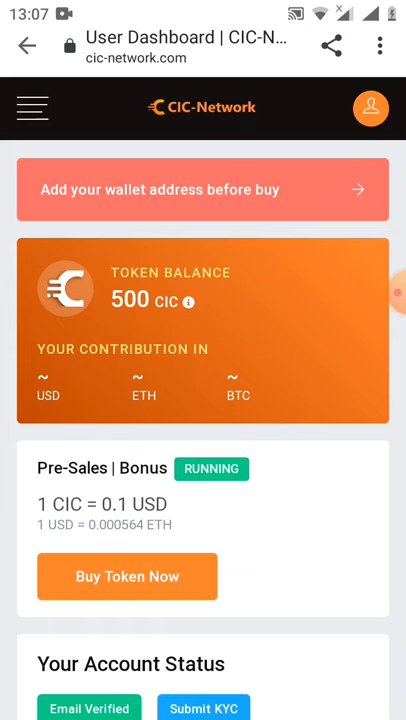 13:07
User Dashboard | CIC-N...
cic-network.com
CIC-Network
Add your wallet address before buy
TOKEN BALANCE
500 CIC
YOUR CONTRIBUTION IN
~ ~ ~
USD ETH BTC
Pre-Sales | Bonus RUNNING
1 CIC = 0.1 USD
1 USD = 0.000564 ETH
Buy Token Now
Your Account Status
Email Verified Submit KYC